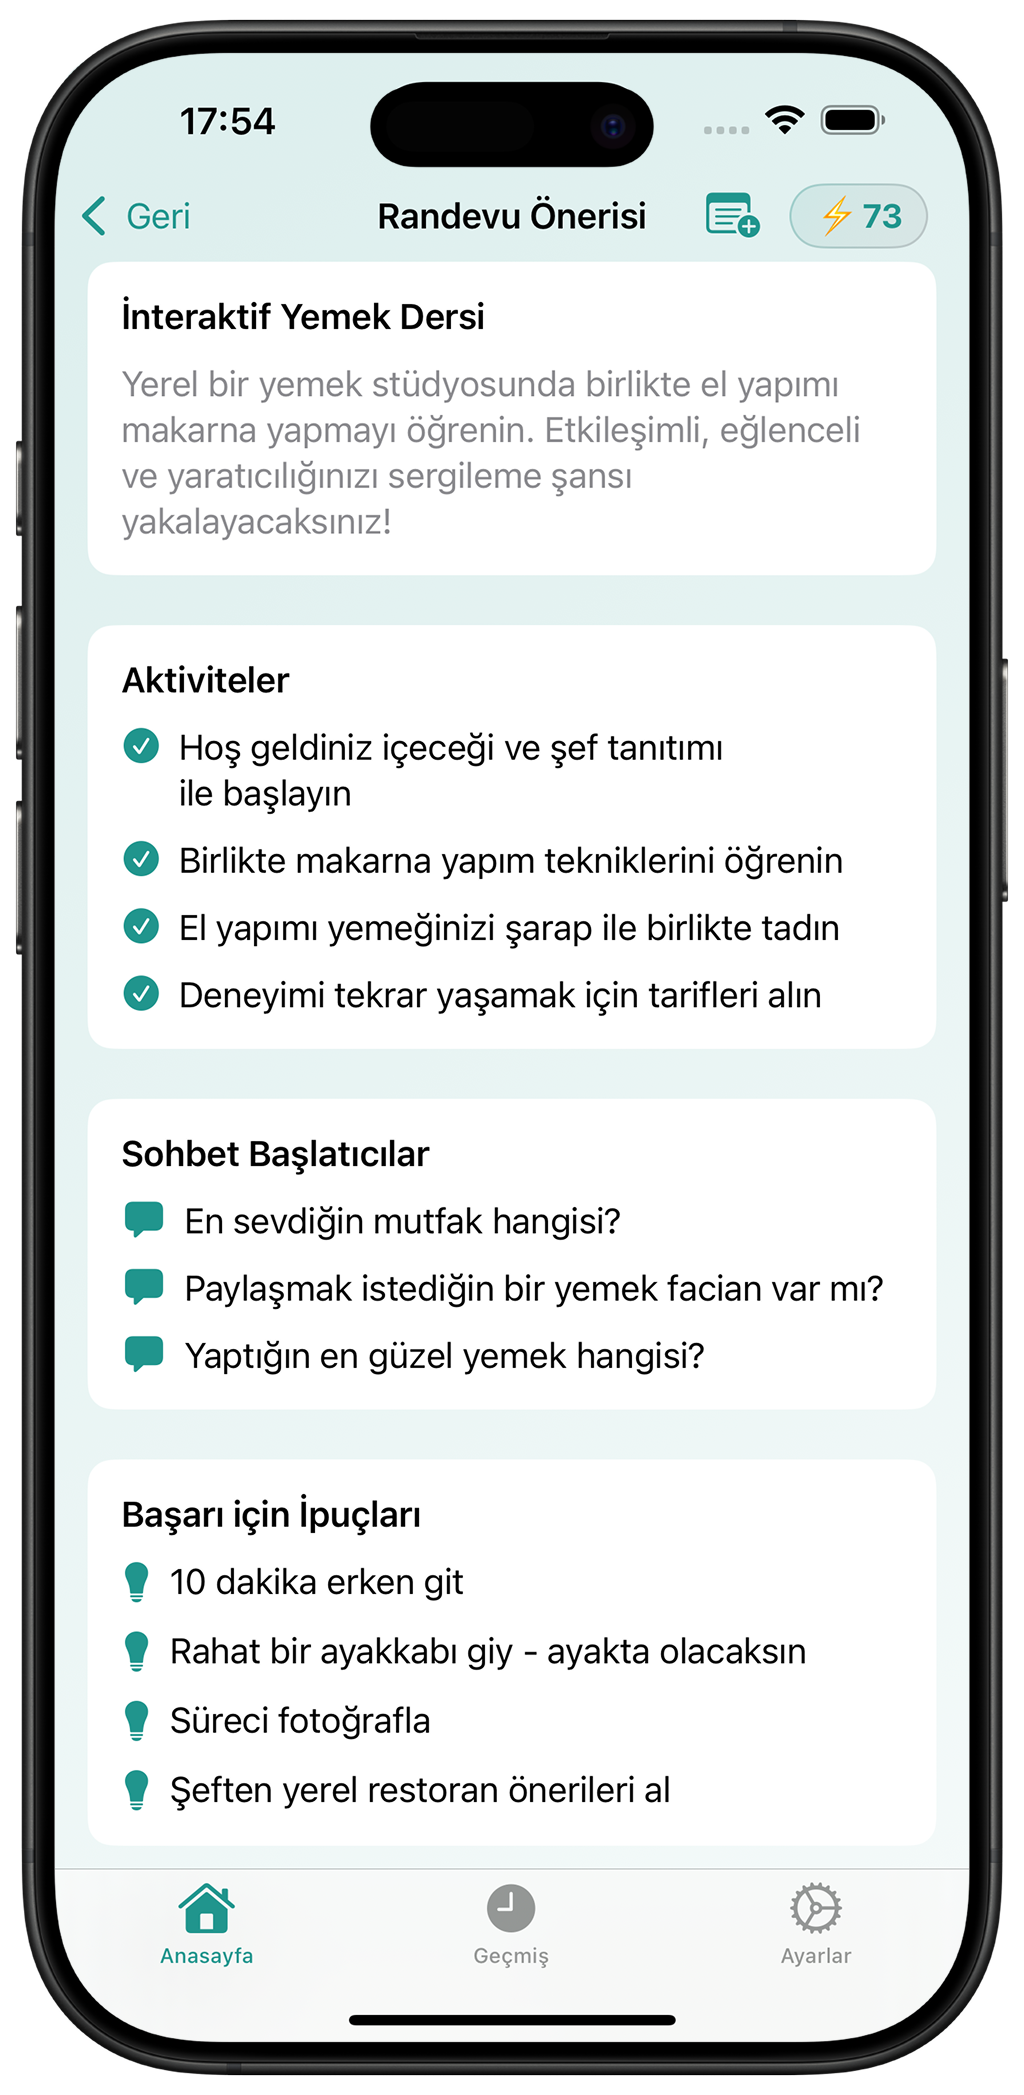 17:54
Geri
Randevu Önerisi
73
İnteraktif Yemek Dersi
Yerel bir yemek stüdyosunda birlikte el yapımı
makarna yapmayı öğrenin. Etkileşimli, eğlenceli
ve yaratıcılığınızı sergileme şansı
yakalayacaksınız!
Aktiviteler
Hoş geldiniz içeceği ve şef tanıtımı
ile başlayın
Birlikte makarna yapım tekniklerini öğrenin
El yapımı yemeğinizi şarap ile birlikte tadın
Deneyimi tekrar yaşamak için tarifleri alın
Sohbet Başlatıcılar
En sevdiğin mutfak hangisi?
Paylaşmak istediğin bir yemek facian var mı?
Yaptığın en güzel yemek hangisi?
Başarı için İpuçları
10 dakika erken git
Rahat bir ayakkabı giy - ayakta olacaksın
Süreci fotoğrafla
Şeften yerel restoran önerileri al
Anasayfa
Geçmiş
Ayarlar